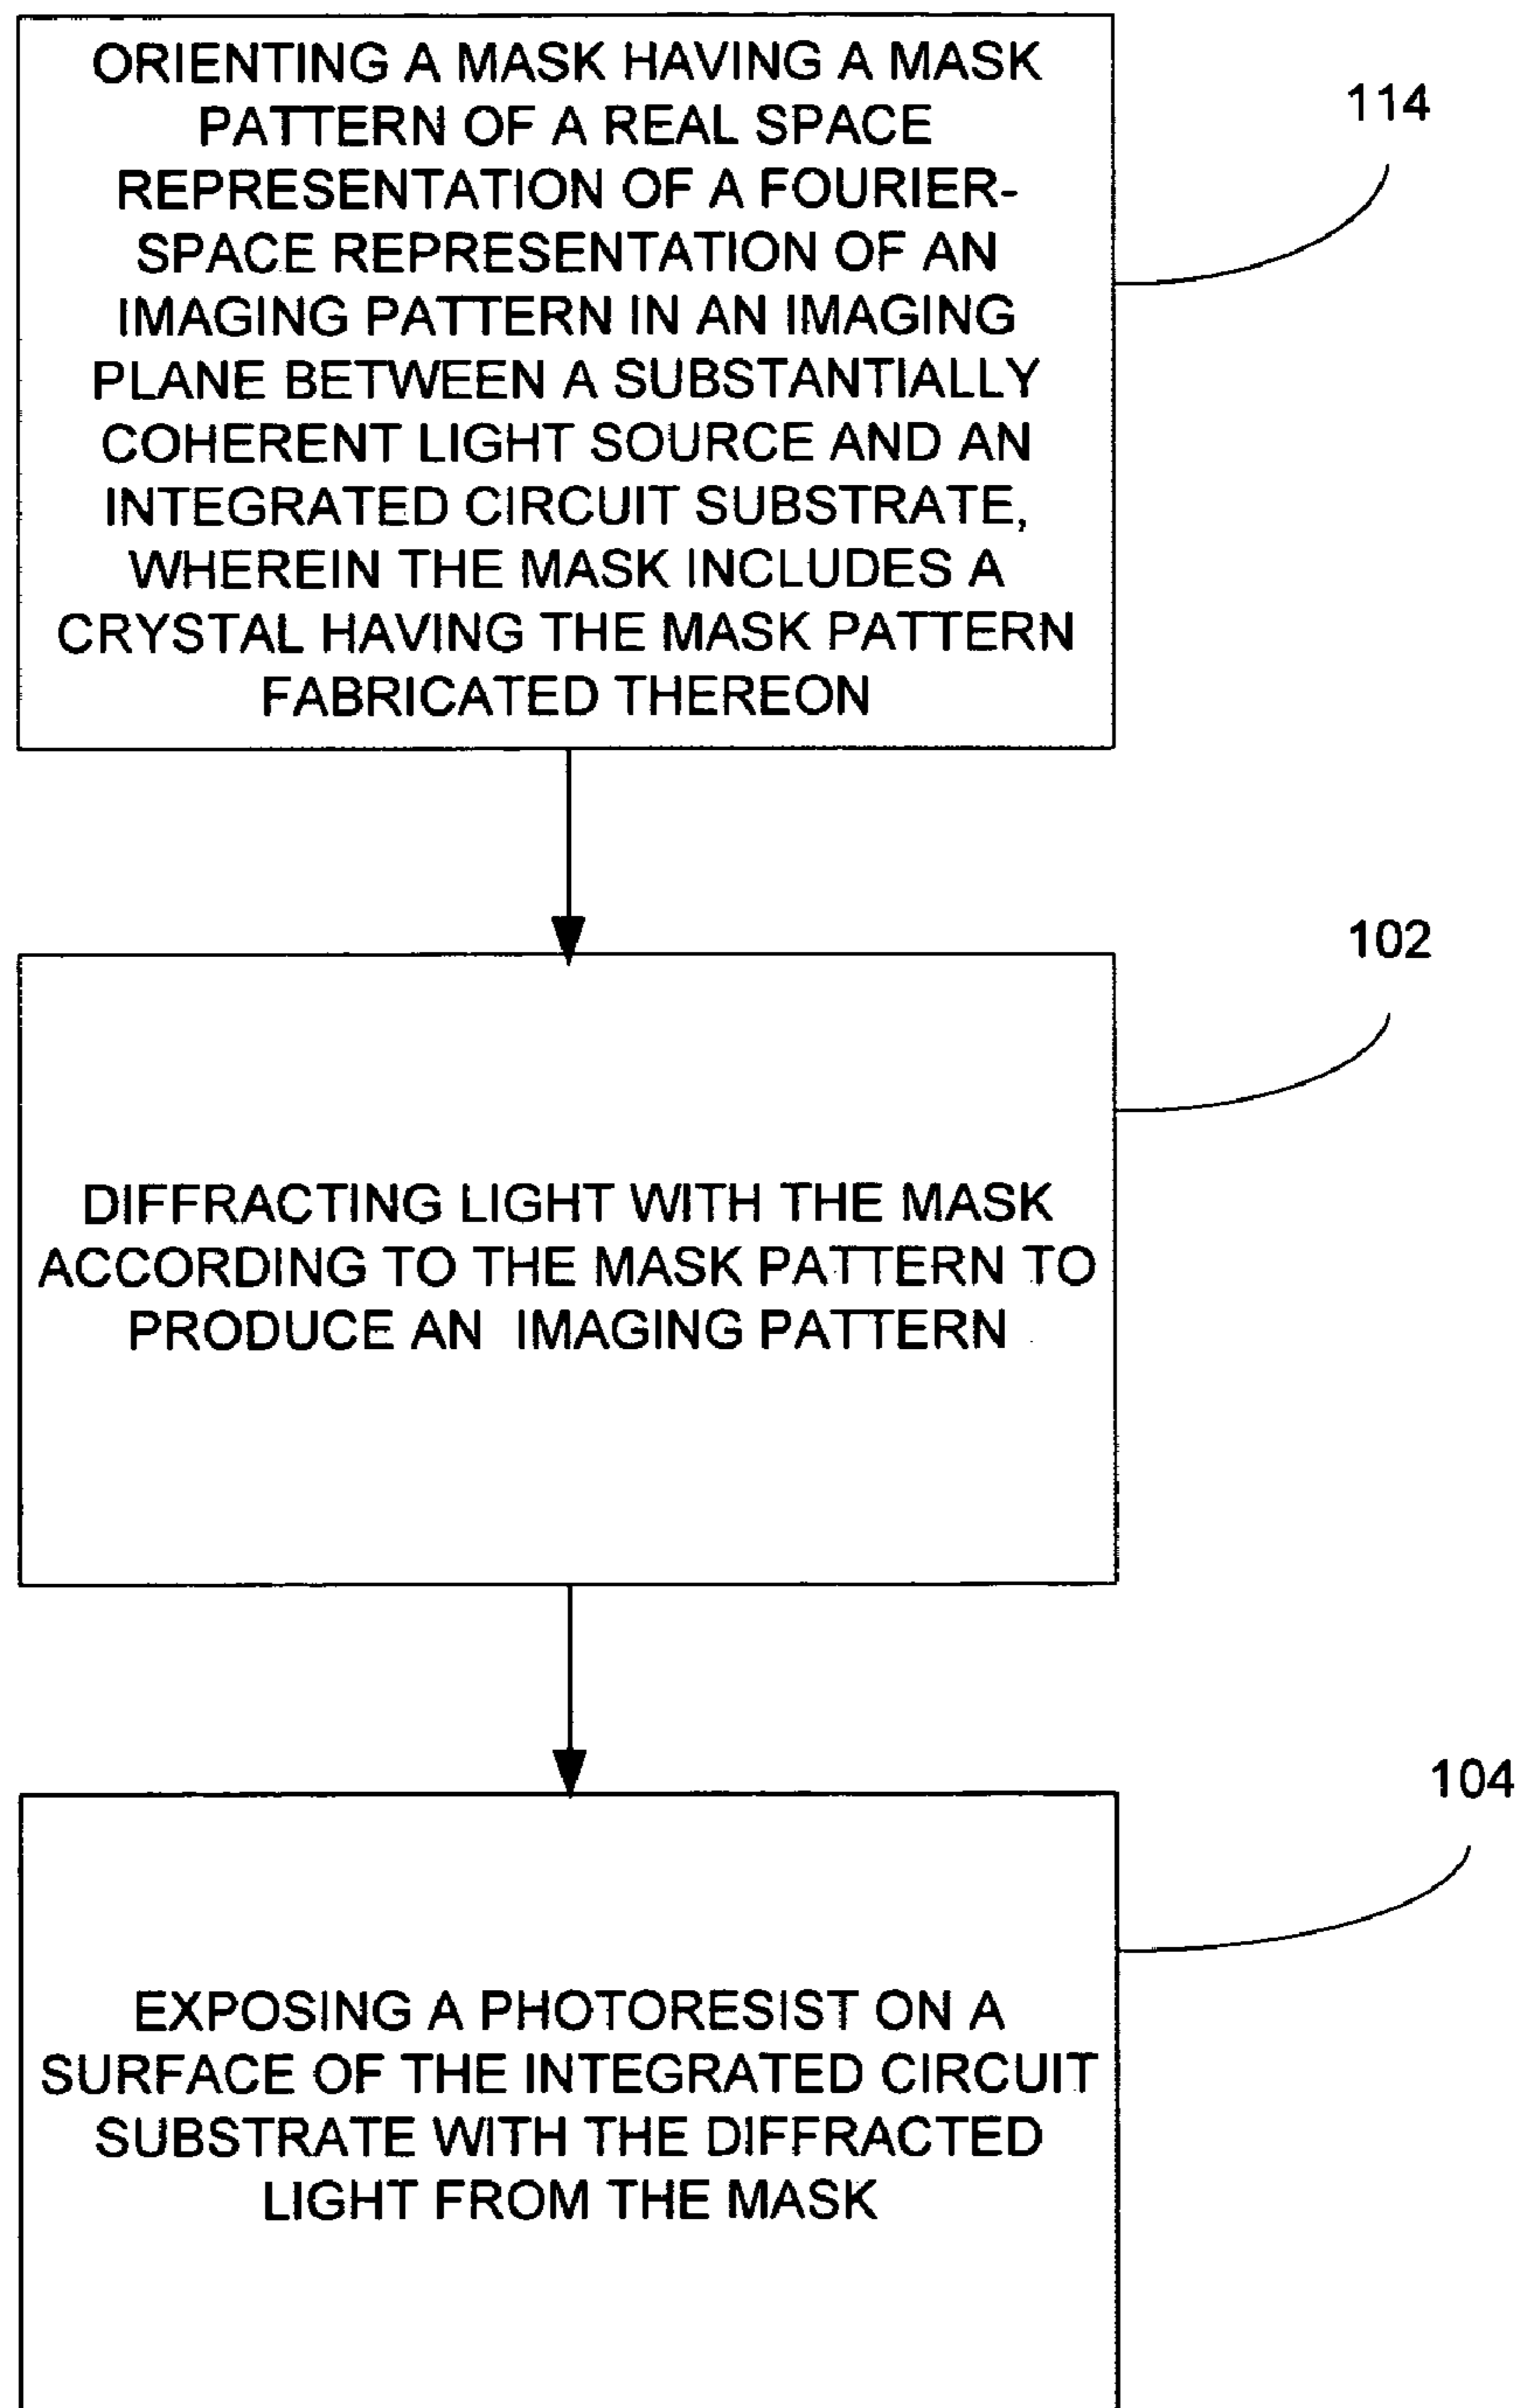 ORIENTING A MASK HAVING A MASK
PATTERN OF A REAL SPACE
REPRESENTATION OF A FOURIER-
SPACE REPRESENTATION OF AN
IMAGING PATTERN IN AN IMAGING
PLANE BETWEEN A SUBSTANTIALLY
COHERENT LIGHT SOURCE AND AN
INTEGRATED CIRCUIT SUBSTRATE,
WHEREIN THE MASK INCLUDES A
CRYSTAL HAVING THE MASK PATTERN
FABRICATED THEREON
114
102
DIFFRACTING LIGHT WITH THE MASK
ACCORDING TO THE MASK PATTERN TO
PRODUCE AN IMAGING PATTERN
104
EXPOSING A PHOTORESIST ON A
SURFACE OF THE INTEGRATED CIRCUIT
SUBSTRATE WITH THE DIFFRACTED
LIGHT FROM THE MASK